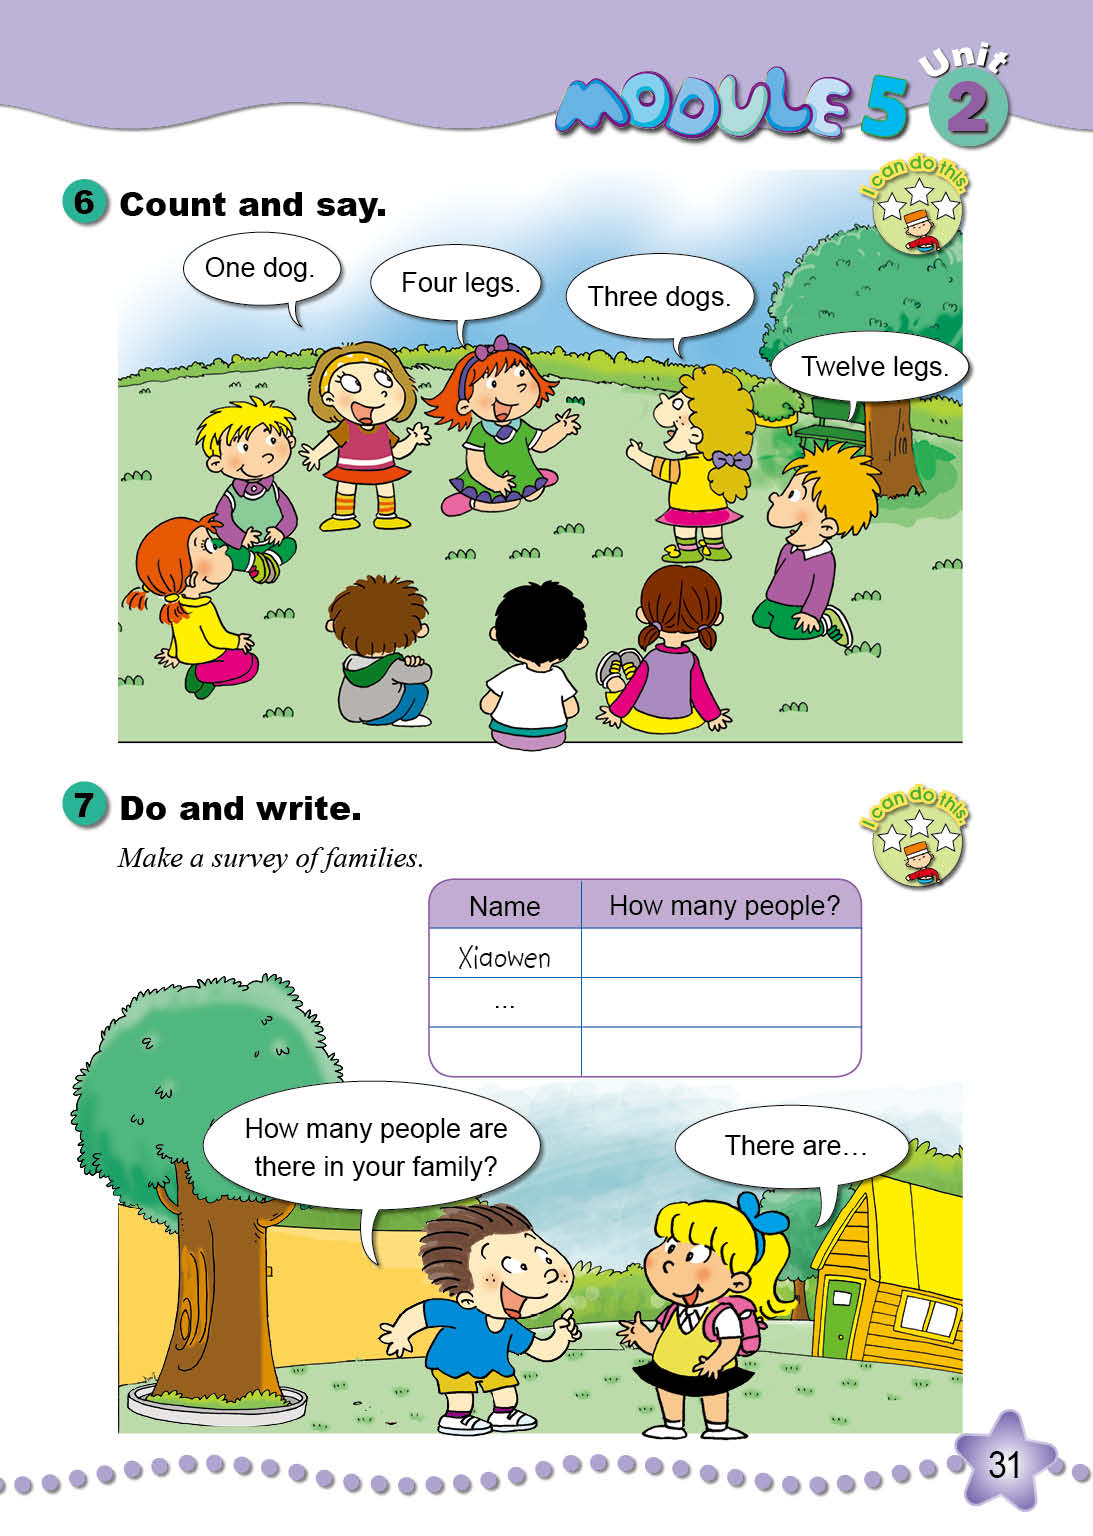 MODULE 5 Unit 2
6 Count and say.
I can do this.
One dog.
Four legs.
Three dogs.
Twelve legs.
7 Do and write.
I can do this.
Make a survey of families.
Name How many people?
Xiaowen
...
How many people are
there in your family?
There are...
31